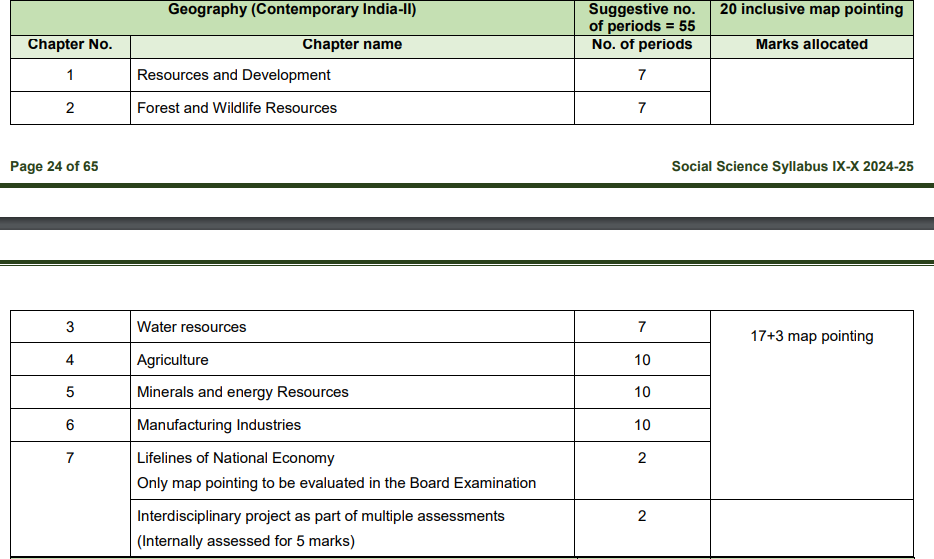 Geography (Contemporary India-II)
Suggestive no.
of periods = 55
20 inclusive map pointing
Chapter No.
Chapter name
No. of periods
Marks allocated
1
Resources and Development
7
2
Forest and Wildlife Resources
7
Page 24 of 65
Social Science Syllabus IX-X 2024-25
3
Water resources
7
17+3 map pointing
4
Agriculture
10
5
Minerals and energy Resources
10
6
Manufacturing Industries
10
7
Lifelines of National Economy
2
Only map pointing to be evaluated in the Board Examination
Interdisciplinary project as part of multiple assessments
2
(Internally assessed for 5 marks)